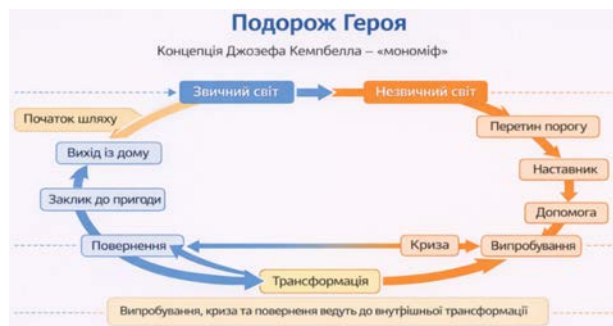 Подорож Героя
Концепція Джозефа Кемпбелла – «мономіф»
Звичний світ
Незвичний світ
Початок шляху
Перетин порогу
Вихід із дому
Наставник
Заклик до пригоди
Допомога
Повернення
Криза
Випробування
Трансформація
Випробування, криза та повернення ведуть до внутрішньої трансформації